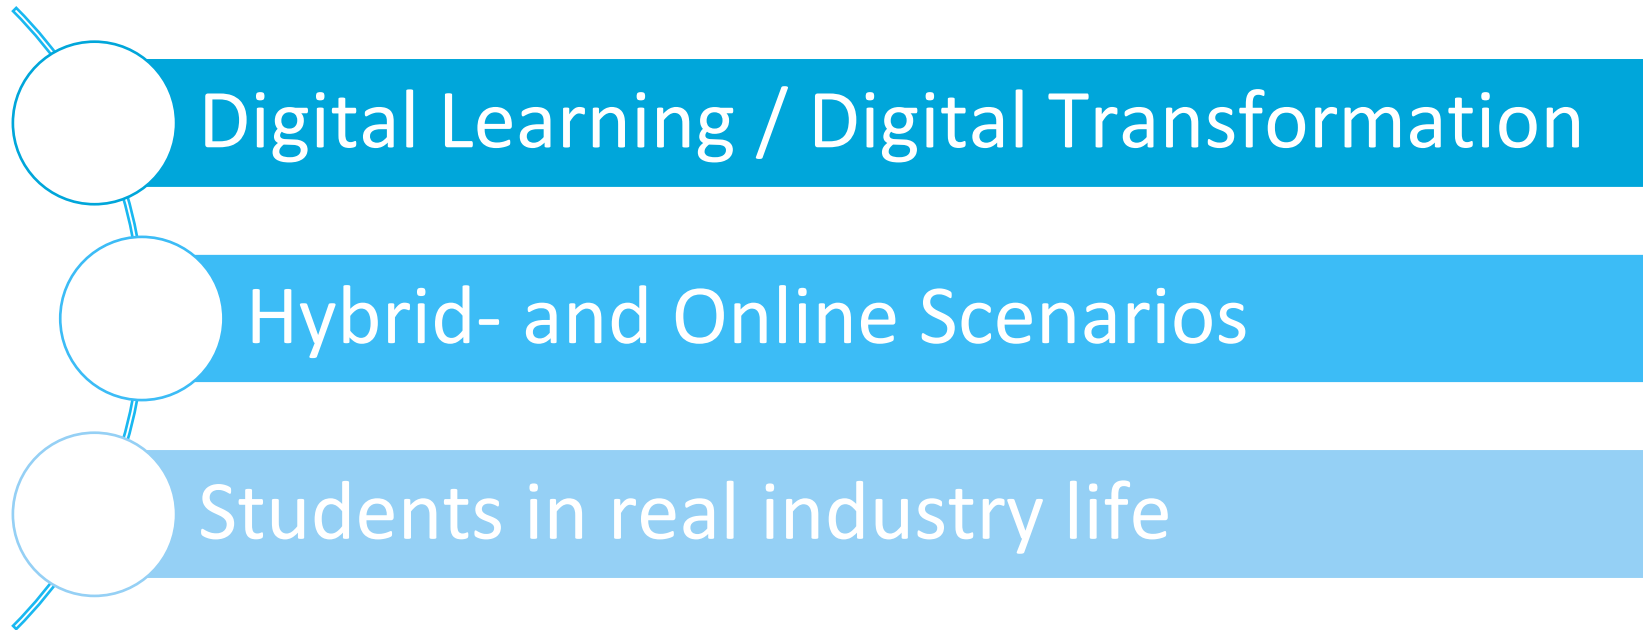 Digital Learning / Digital Transformation
Hybrid- and Online Scenarios
Students in real industry life